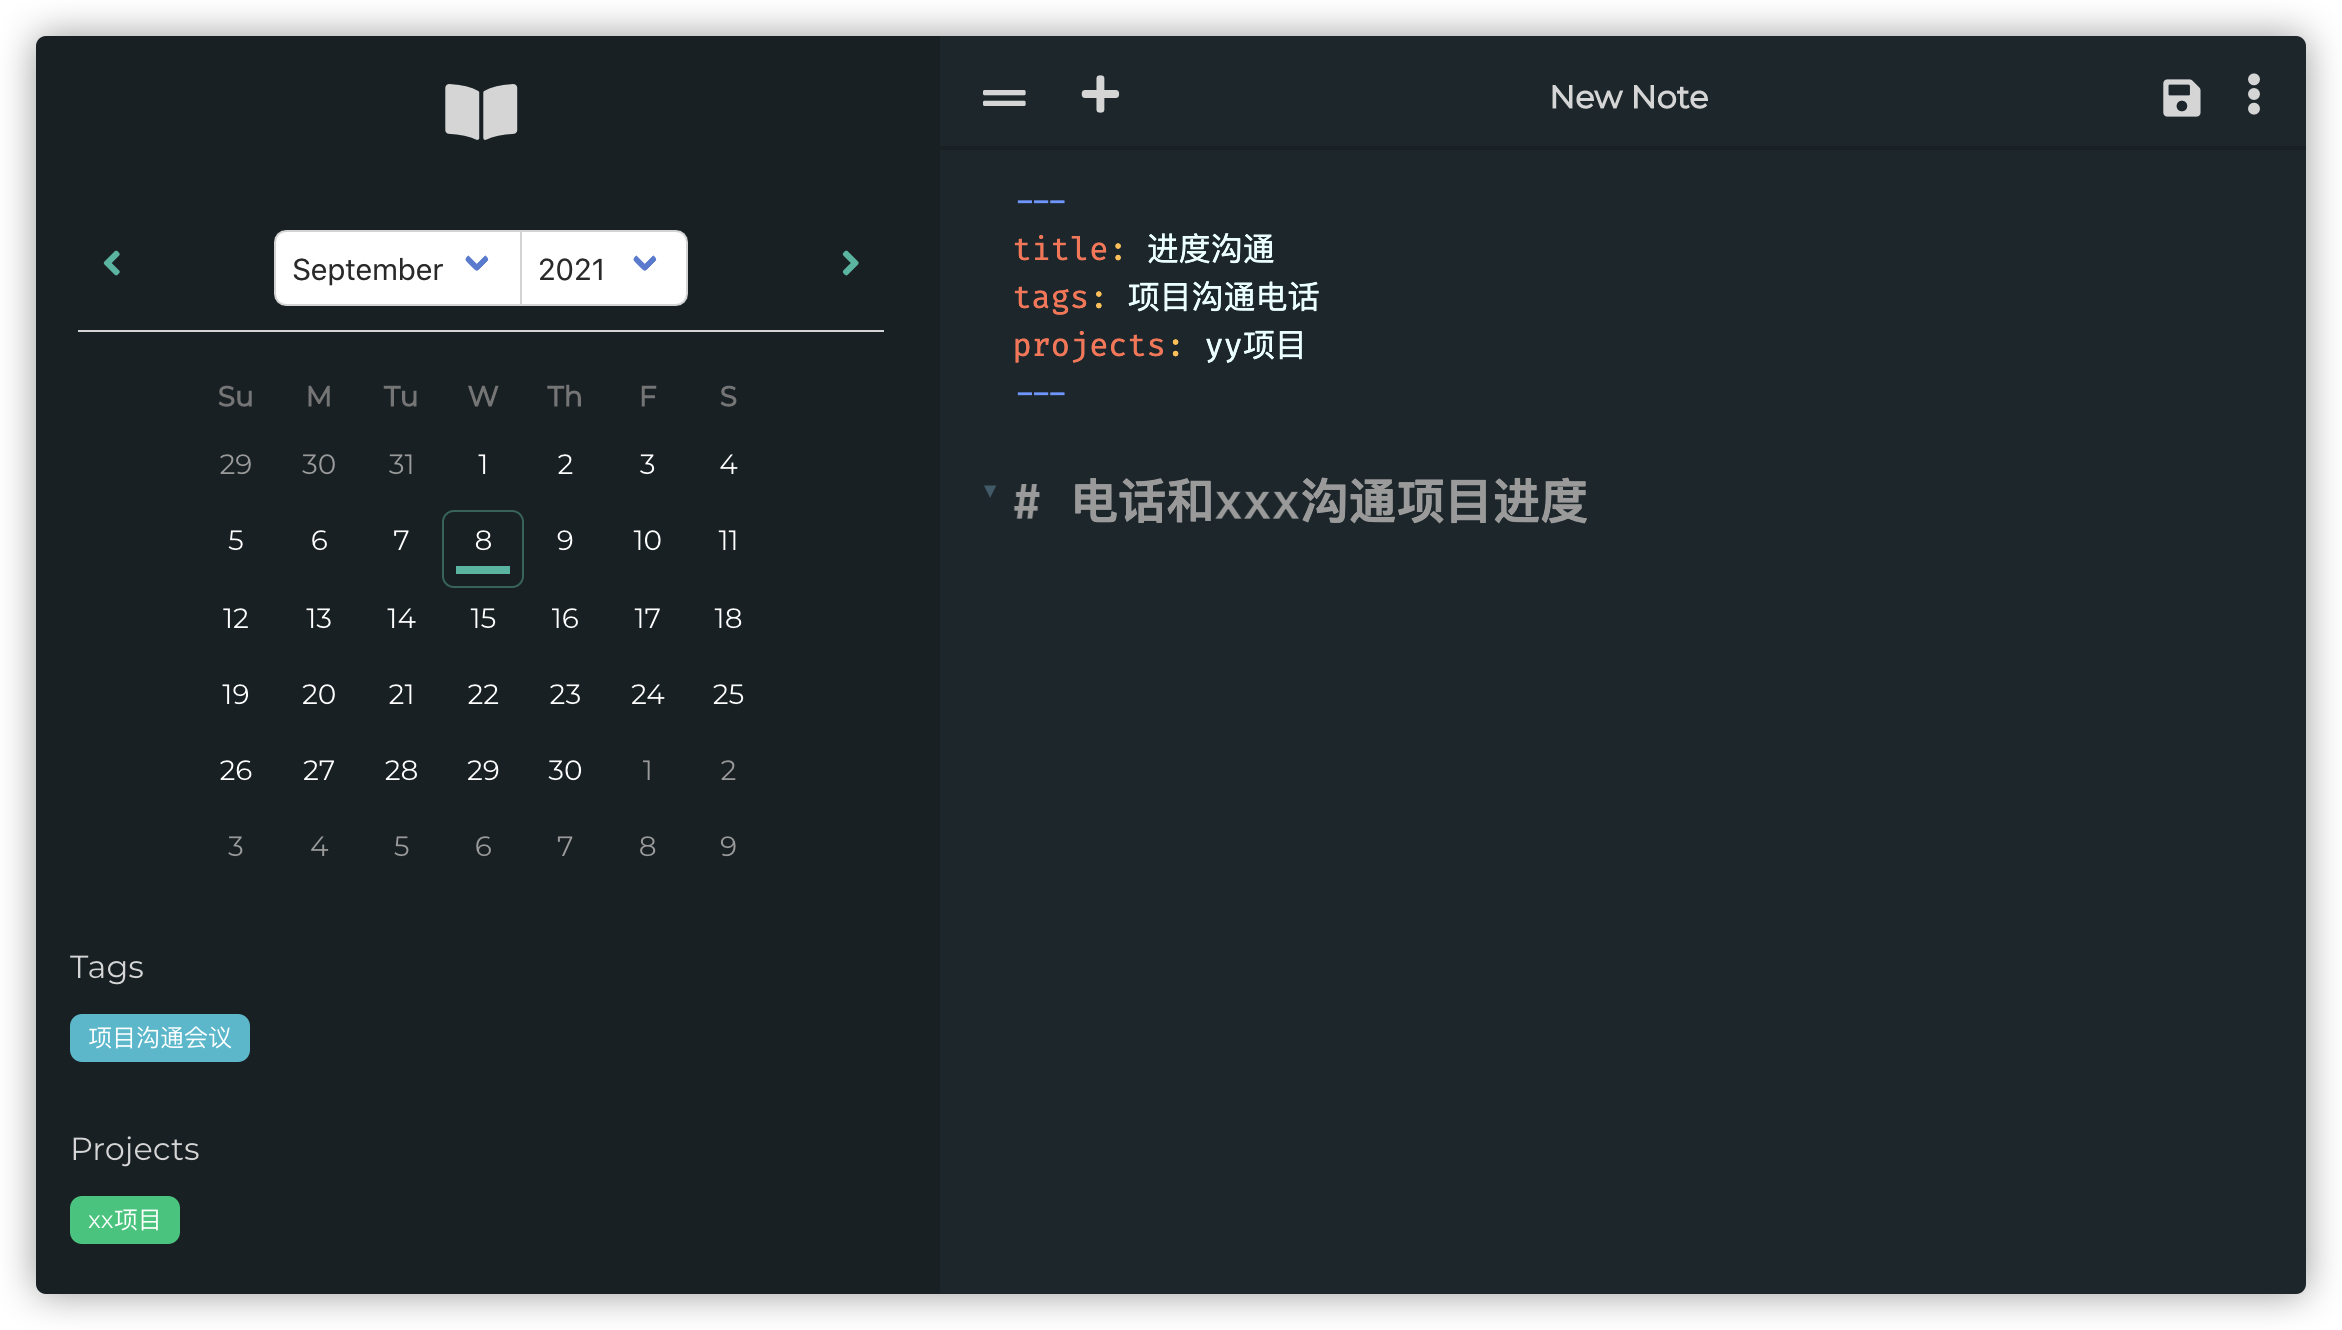 September 2021
Su M Tu W Th F S
29 30 31 1 2 3 4
5 6 7 8 9 10 11
12 13 14 15 16 17 18
19 20 21 22 23 24 25
26 27 28 29 30 1 2
3 4 5 6 7 8 9
Tags
项目沟通会议
Projects
xx项目
New Note
---
title: 进度沟通
tags: 项目沟通电话
projects: yy项目
---
# 电话和xxx沟通项目进度